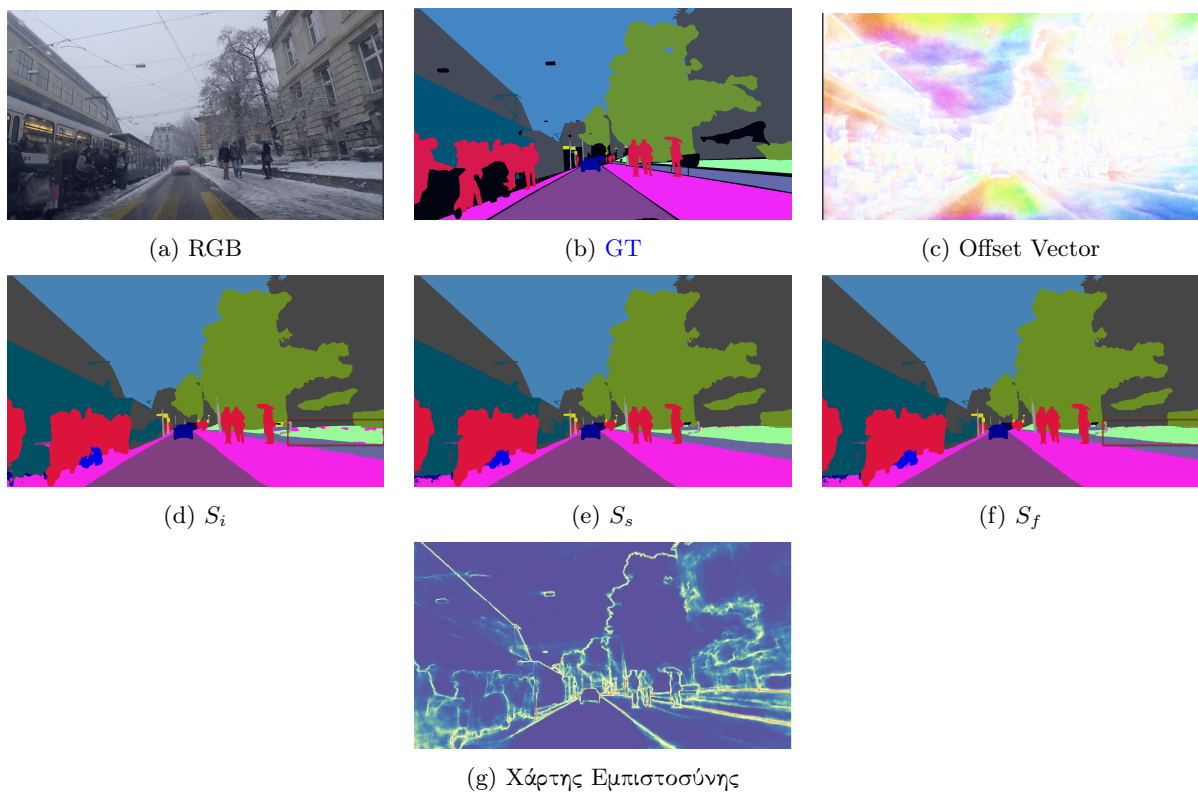 (a) RGB
(b) GT
(c) Offset Vector
(d) S_i
(e) S_s
(f) S_f
(g) Χάρτης Εμπιστοσύνης